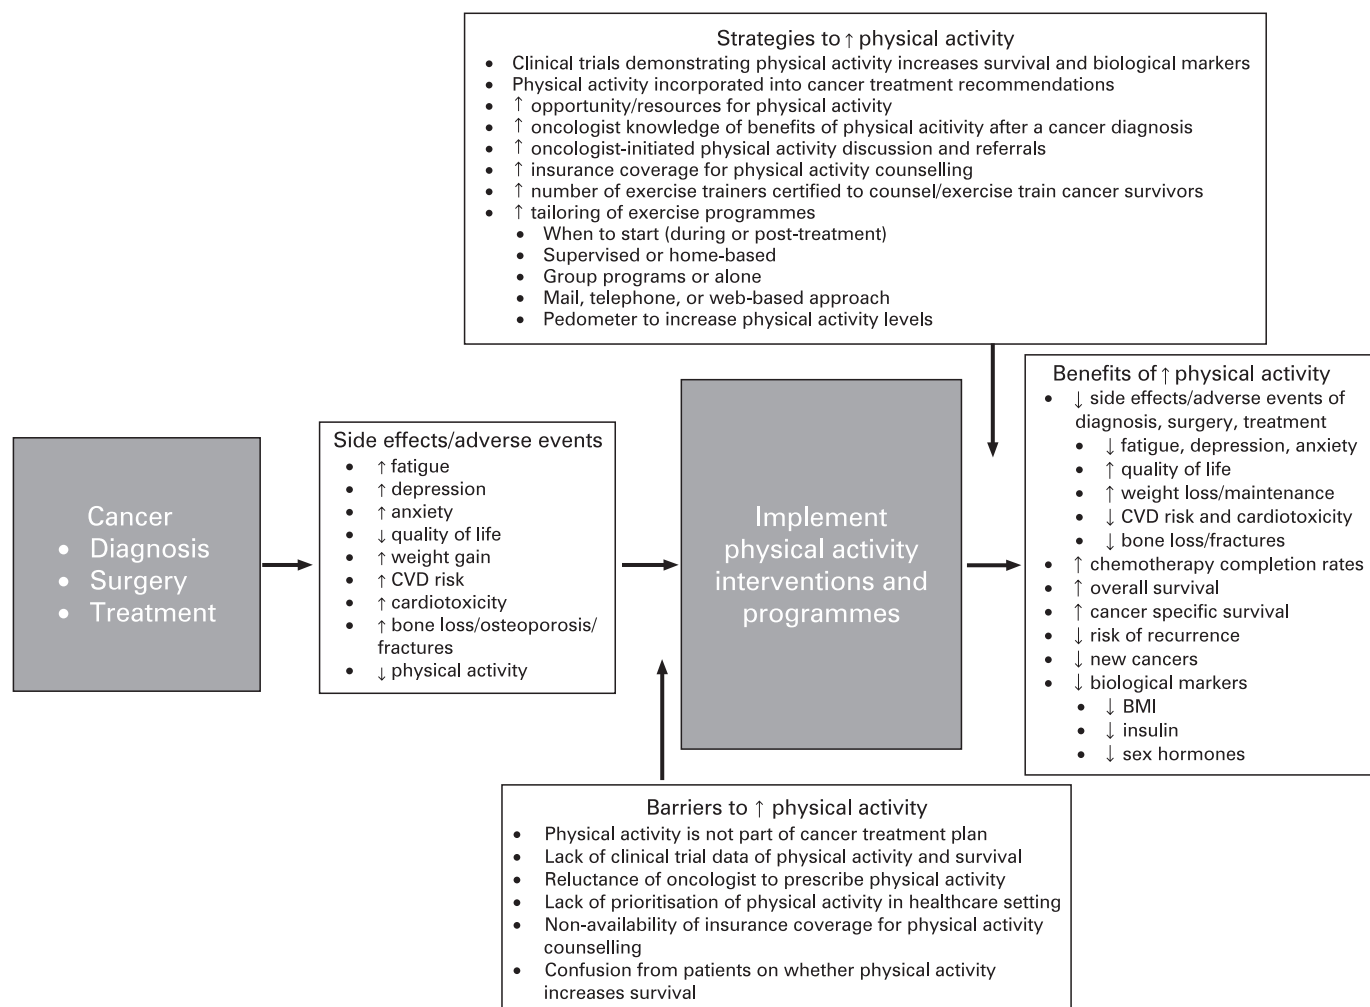 Strategies to ↑ physical activity
• Clinical trials demonstrating physical activity increases survival and biological markers
• Physical activity incorporated into cancer treatment recommendations
• ↑ opportunity/resources for physical activity
• ↑ oncologist knowledge of benefits of physical acitivity after a cancer diagnosis
• ↑ oncologist-initiated physical activity discussion and referrals
• ↑ insurance coverage for physical activity counselling
• ↑ number of exercise trainers certified to counsel/exercise train cancer survivors
• ↑ tailoring of exercise programmes
• When to start (during or post-treatment)
• Supervised or home-based
• Group programs or alone
• Mail, telephone, or web-based approach
• Pedometer to increase physical activity levels
Cancer
• Diagnosis
• Surgery
• Treatment
Side effects/adverse events
• ↑ fatigue
• ↑ depression
• ↑ anxiety
• ↓ quality of life
• ↑ weight gain
• ↑ CVD risk
• ↑ cardiotoxicity
• ↑ bone loss/osteoporosis/
fractures
• ↓ physical activity
Implement
physical activity
interventions and
programmes
Benefits of ↑ physical activity
• ↓ side effects/adverse events of
diagnosis, surgery, treatment
• ↓ fatigue, depression, anxiety
• ↑ quality of life
• ↑ weight loss/maintenance
• ↓ CVD risk and cardiotoxicity
• ↓ bone loss/fractures
• ↑ chemotherapy completion rates
• ↑ overall survival
• ↑ cancer specific survival
• ↓ risk of recurrence
• ↓ new cancers
• ↓ biological markers
• ↓ BMI
• ↓ insulin
• ↓ sex hormones
Barriers to ↑ physical activity
• Physical activity is not part of cancer treatment plan
• Lack of clinical trial data of physical activity and survival
• Reluctance of oncologist to prescribe physical activity
• Lack of prioritisation of physical activity in healthcare setting
• Non-availability of insurance coverage for physical activity
counselling
• Confusion from patients on whether physical activity
increases survival